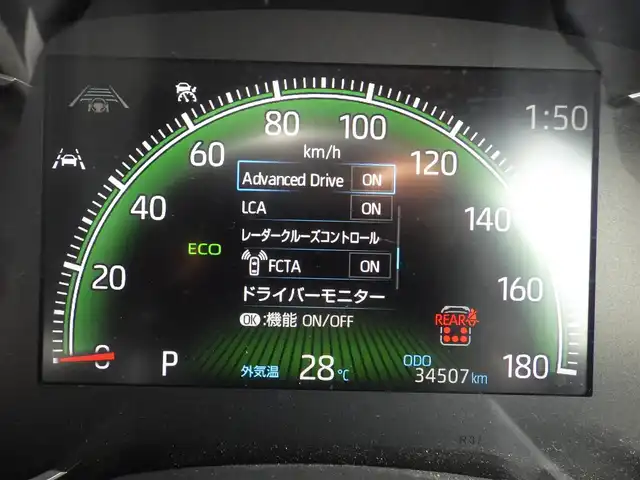 1:50
80
100
60
120
40
140
20
160
0
180
km/h
Advanced Drive ON
LCA ON
レーダークルーズコントロール
FCTA ON
ドライバーモニター
OK:機能 ON/OFF
ECO
REAR
P
外気温 28℃
ODO
34507km